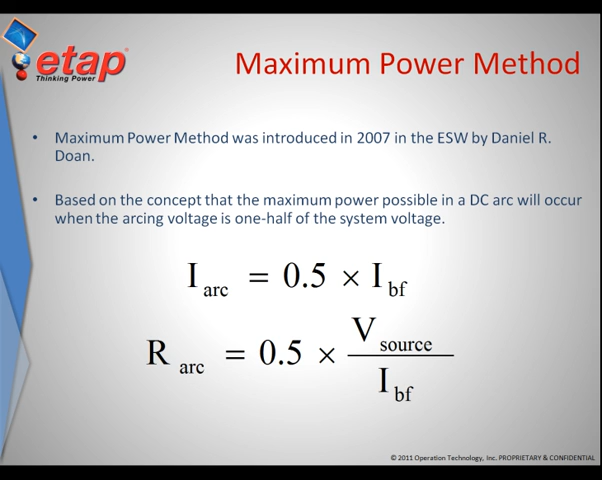 etap®
Thinking Power™
Maximum Power Method
• Maximum Power Method was introduced in 2007 in the ESW by Daniel R.
Doan.
• Based on the concept that the maximum power possible in a DC arc will occur
when the arcing voltage is one-half of the system voltage.
I arc = 0.5 × I bf
R arc = 0.5 × V source / I bf
© 2011 Operation Technology, Inc. PROPRIETARY & CONFIDENTIAL